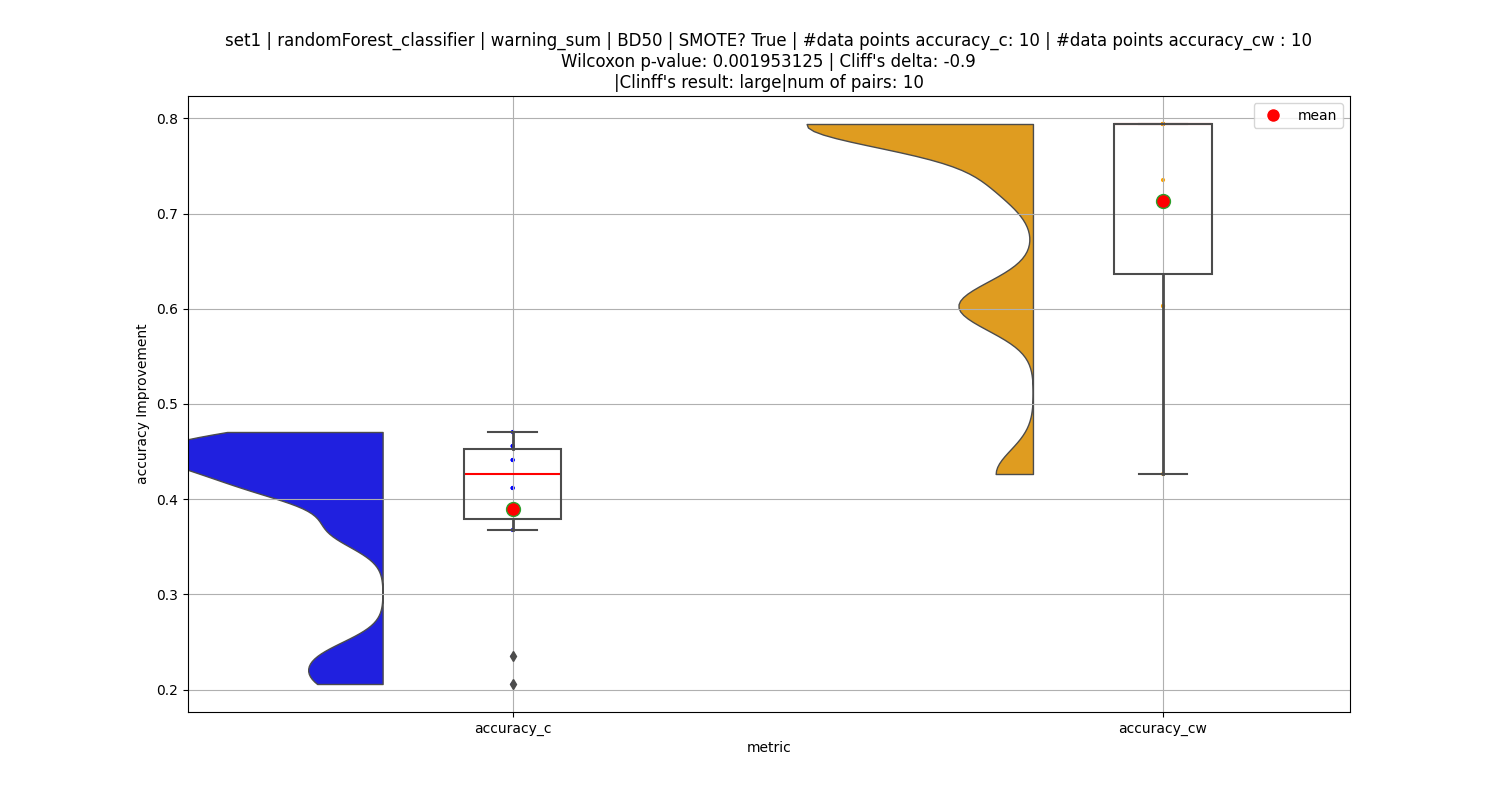 set1 | randomForest_classifier | warning_sum | BD50 | SMOTE? True | #data points accuracy_c: 10 | #data points accuracy_cw : 10
Wilcoxon p-value: 0.001953125 | Cliff's delta: -0.9
|Clinff's result: large|num of pairs: 10
mean
0.8
0.7
0.6
0.5
0.4
0.3
0.2
accuracy Improvement
accuracy_c
accuracy_cw
metric